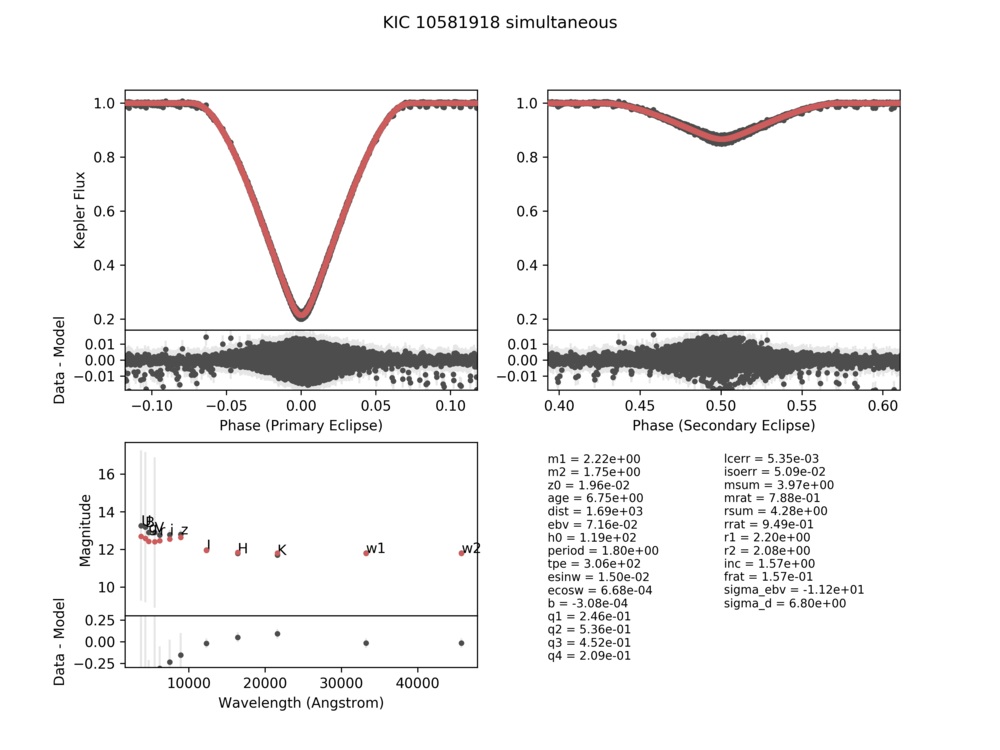 KIC 10581918 simultaneous
1.0
0.8
0.6
0.4
0.2
Kepler Flux
0.01
0.00
−0.01
Data - Model
−0.10 −0.05 0.00 0.05 0.10
Phase (Primary Eclipse)
1.0
0.8
0.6
0.4
0.2
0.01
0.00
−0.01
0.40 0.45 0.50 0.55 0.60
Phase (Secondary Eclipse)
16
14
12
10
Magnitude
U B V r i z J H K w1 w2
0.25
0.00
−0.25
Data - Model
10000 20000 30000 40000
Wavelength (Angstrom)
m1 = 2.22e+00
m2 = 1.75e+00
z0 = 1.96e-02
age = 6.75e+00
dist = 1.69e+03
ebv = 7.16e-02
h0 = 1.19e+02
period = 1.80e+00
tpe = 3.06e+02
esinw = 1.50e-02
ecosw = 6.68e-04
b = -3.08e-04
q1 = 2.46e-01
q2 = 5.36e-01
q3 = 4.52e-01
q4 = 2.09e-01
lcerr = 5.35e-03
isoerr = 5.09e-02
msum = 3.97e+00
mrat = 7.88e-01
rsum = 4.28e+00
rrat = 9.49e-01
r1 = 2.20e+00
r2 = 2.08e+00
inc = 1.57e+00
frat = 1.57e-01
sigma_ebv = -1.12e+01
sigma_d = 6.80e+00